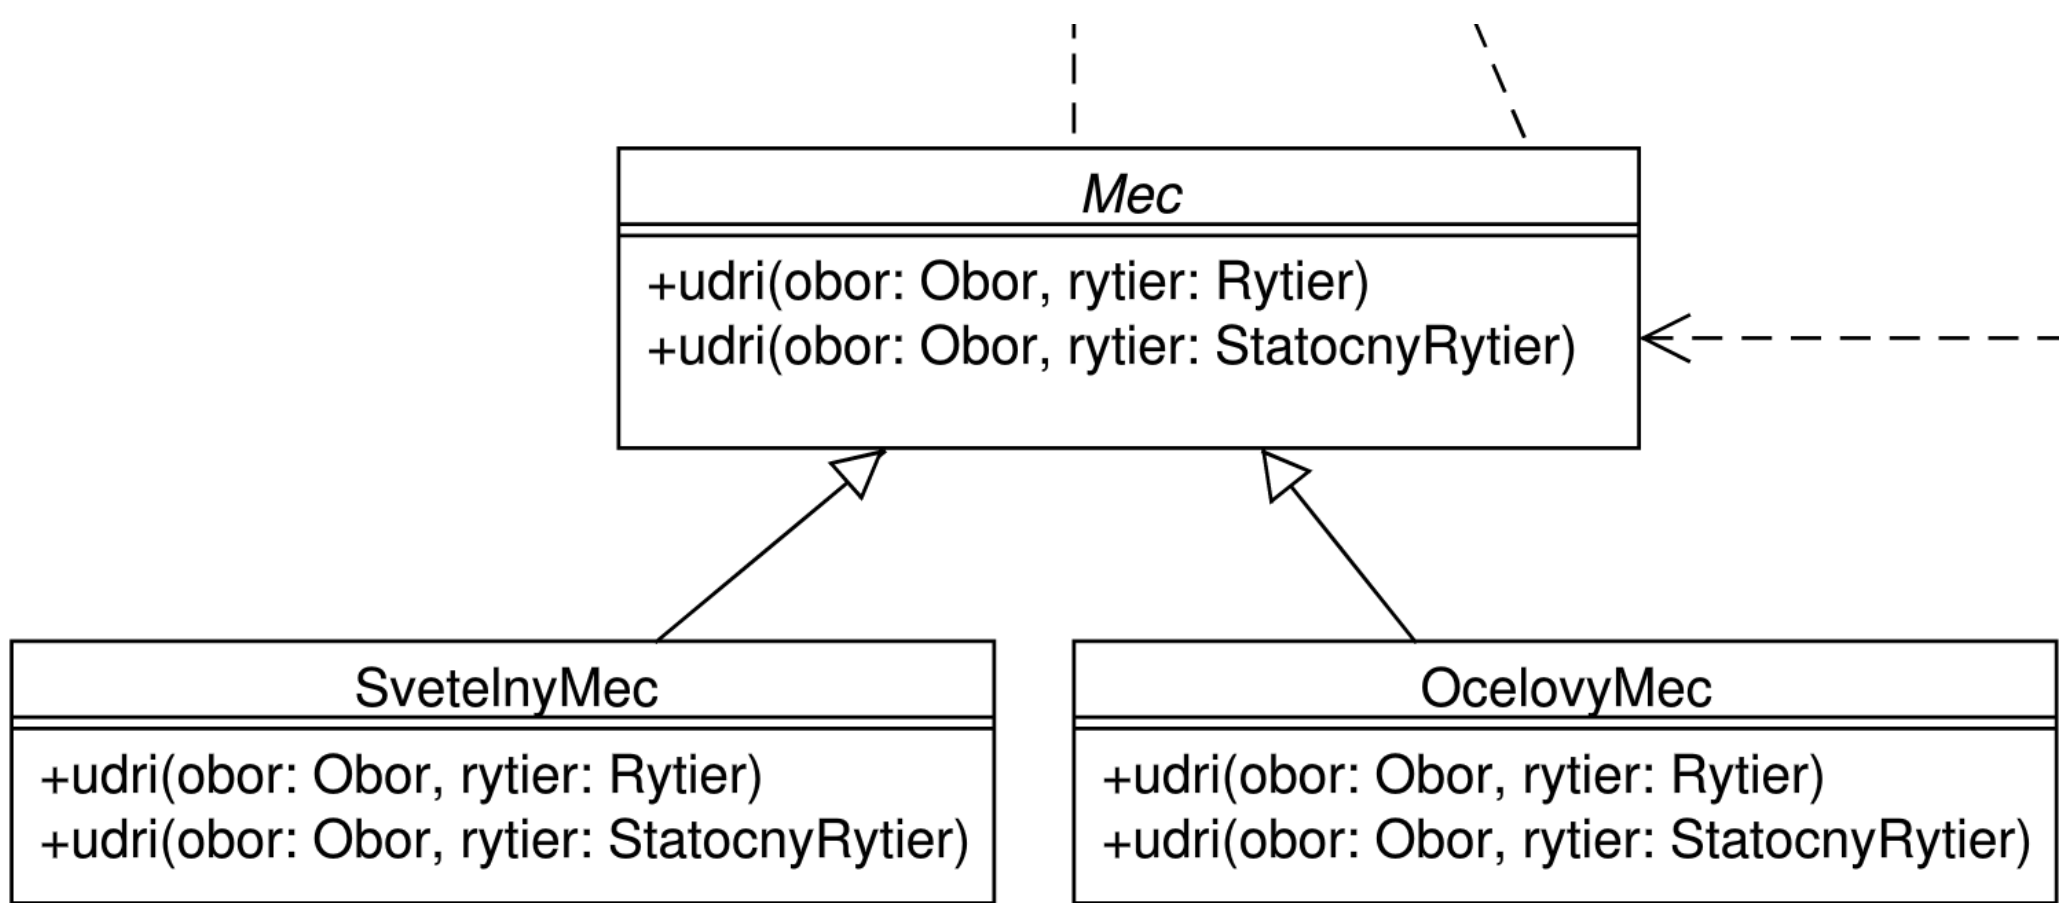 Mec
+udri(obor: Obor, rytier: Rytier)
+udri(obor: Obor, rytier: StatocnyRytier)
SvetelnyMec
+udri(obor: Obor, rytier: Rytier)
+udri(obor: Obor, rytier: StatocnyRytier)
OcelovyMec
+udri(obor: Obor, rytier: Rytier)
+udri(obor: Obor, rytier: StatocnyRytier)